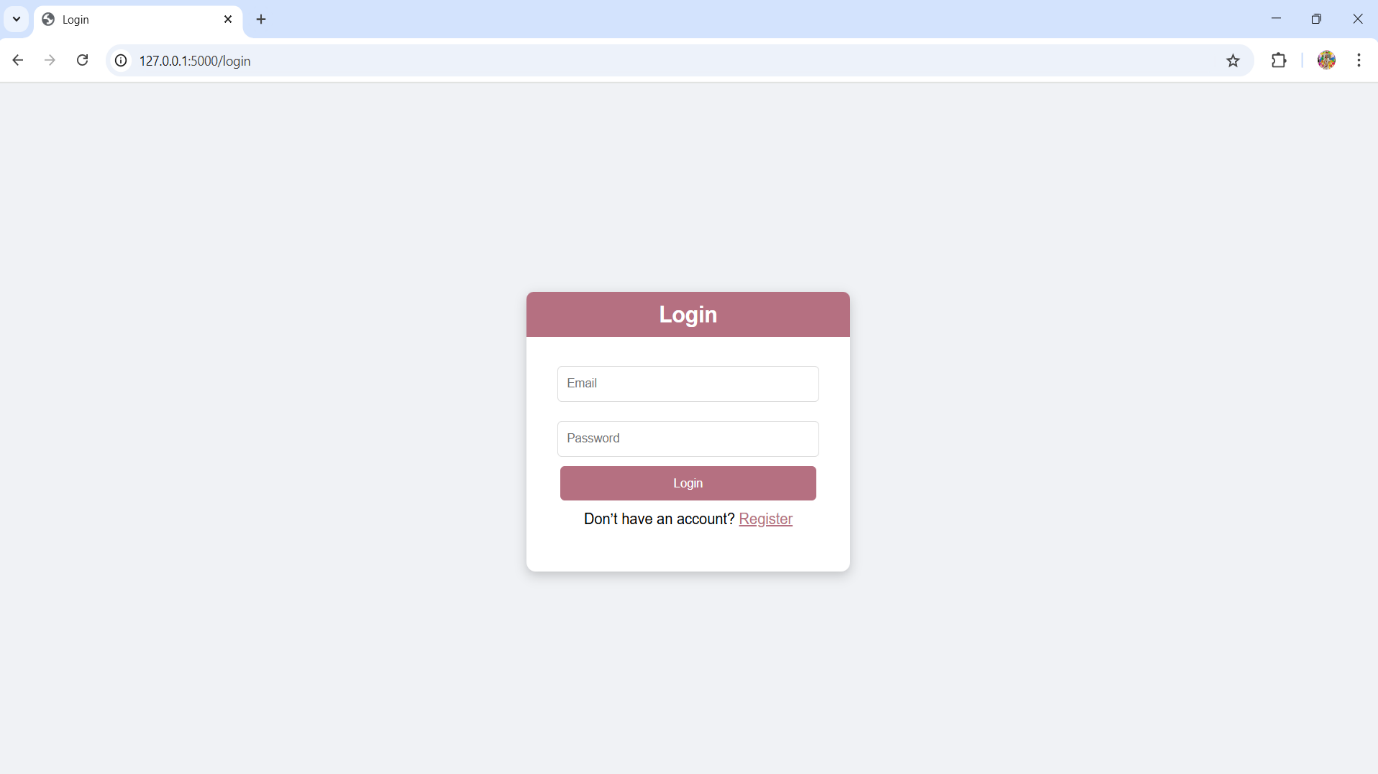 Login
127.0.0.1:5000/login
Login
Email
Password
Login
Don't have an account? Register